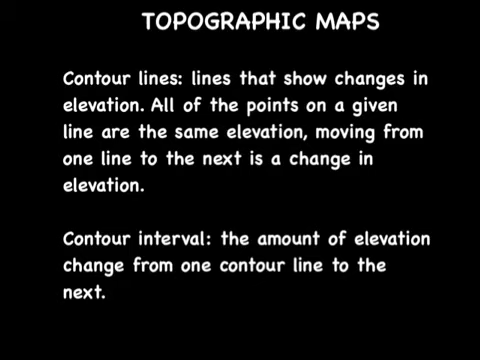 TOPOGRAPHIC MAPS
Contour lines: lines that show changes in
elevation. All of the points on a given
line are the same elevation, moving from
one line to the next is a change in
elevation.
Contour interval: the amount of elevation
change from one contour line to the
next.